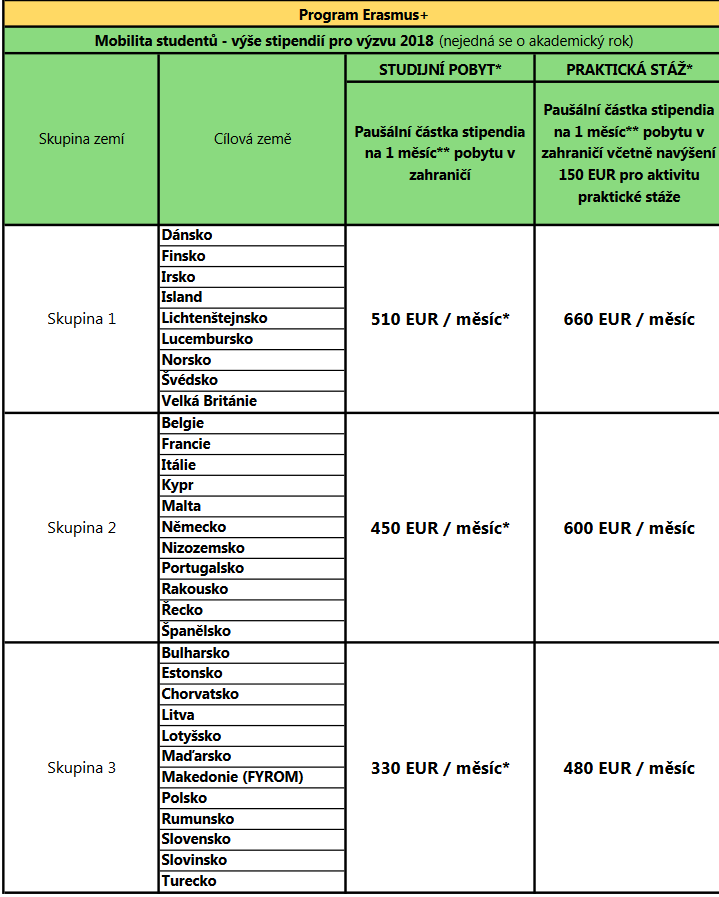 Program Erasmus+
Mobilita studentů - výše stipendií pro výzvu 2018 (nejedná se o akademický rok)
Skupina zemí
Cílová země
STUDIJNÍ POBYT*
PRAKTICKÁ STÁŽ*
Paušální částka stipendia
na 1 měsíc** pobytu v
zahraničí
Paušální částka stipendia
na 1 měsíc** pobytu v
zahraničí včetně navýšení
150 EUR pro aktivitu
praktické stáže
Skupina 1
Dánsko
Finsko
Irsko
Island
Lichtenštejnsko
Lucembursko
Norsko
Švédsko
Velká Británie
510 EUR / měsíc*
660 EUR / měsíc
Skupina 2
Belgie
Francie
Itálie
Kypr
Malta
Německo
Nizozemsko
Portugalsko
Rakousko
Řecko
Španělsko
450 EUR / měsíc*
600 EUR / měsíc
Skupina 3
Bulharsko
Estonsko
Chorvatsko
Litva
Lotyšsko
Maďarsko
Makedonie (FYROM)
Polsko
Rumunsko
Slovensko
Slovinsko
Turecko
330 EUR / měsíc*
480 EUR / měsíc